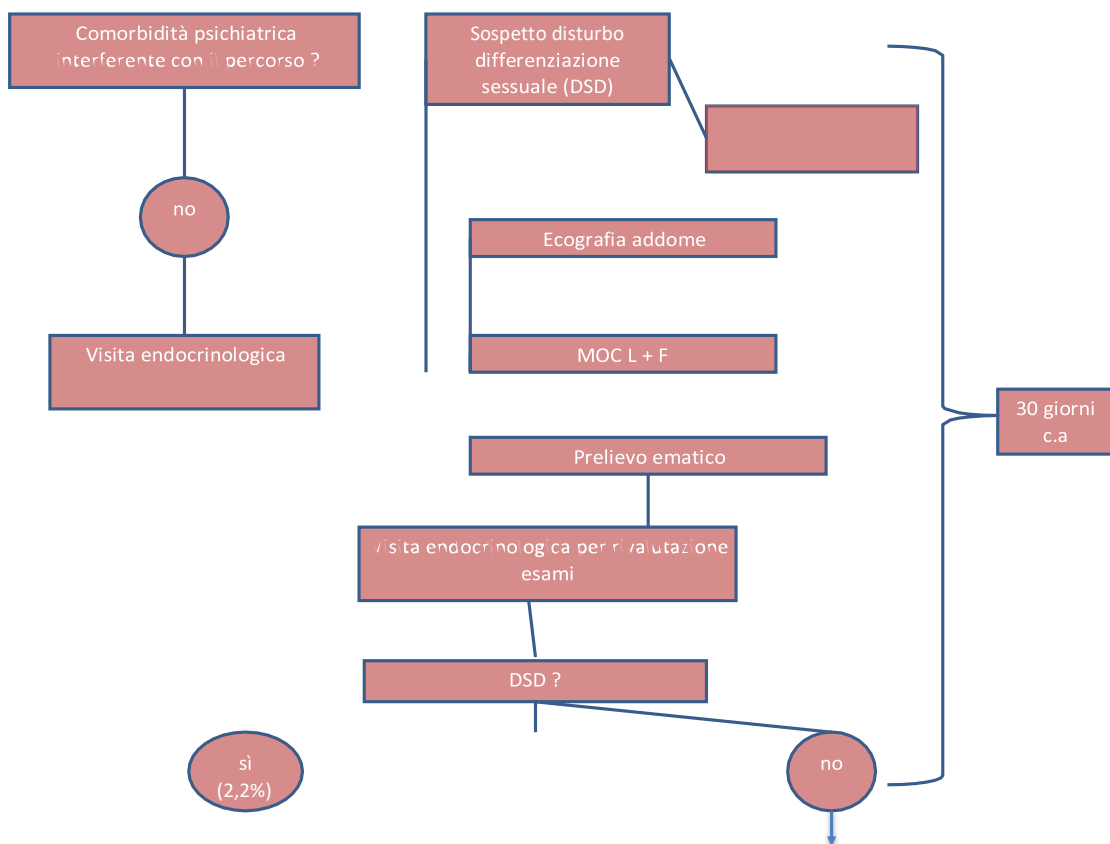 Comorbidità psichiatrica
interferente con il percorso ?
Sospetto disturbo
differenziazione
sessuale (DSD)
no
Ecografia addome
Visita endocrinologica
MOC L + F
30 giorni
c.a
Prelievo ematico
Visita endocrinologica per rivalutazione
esami
DSD ?
sì
(2,2%)
no